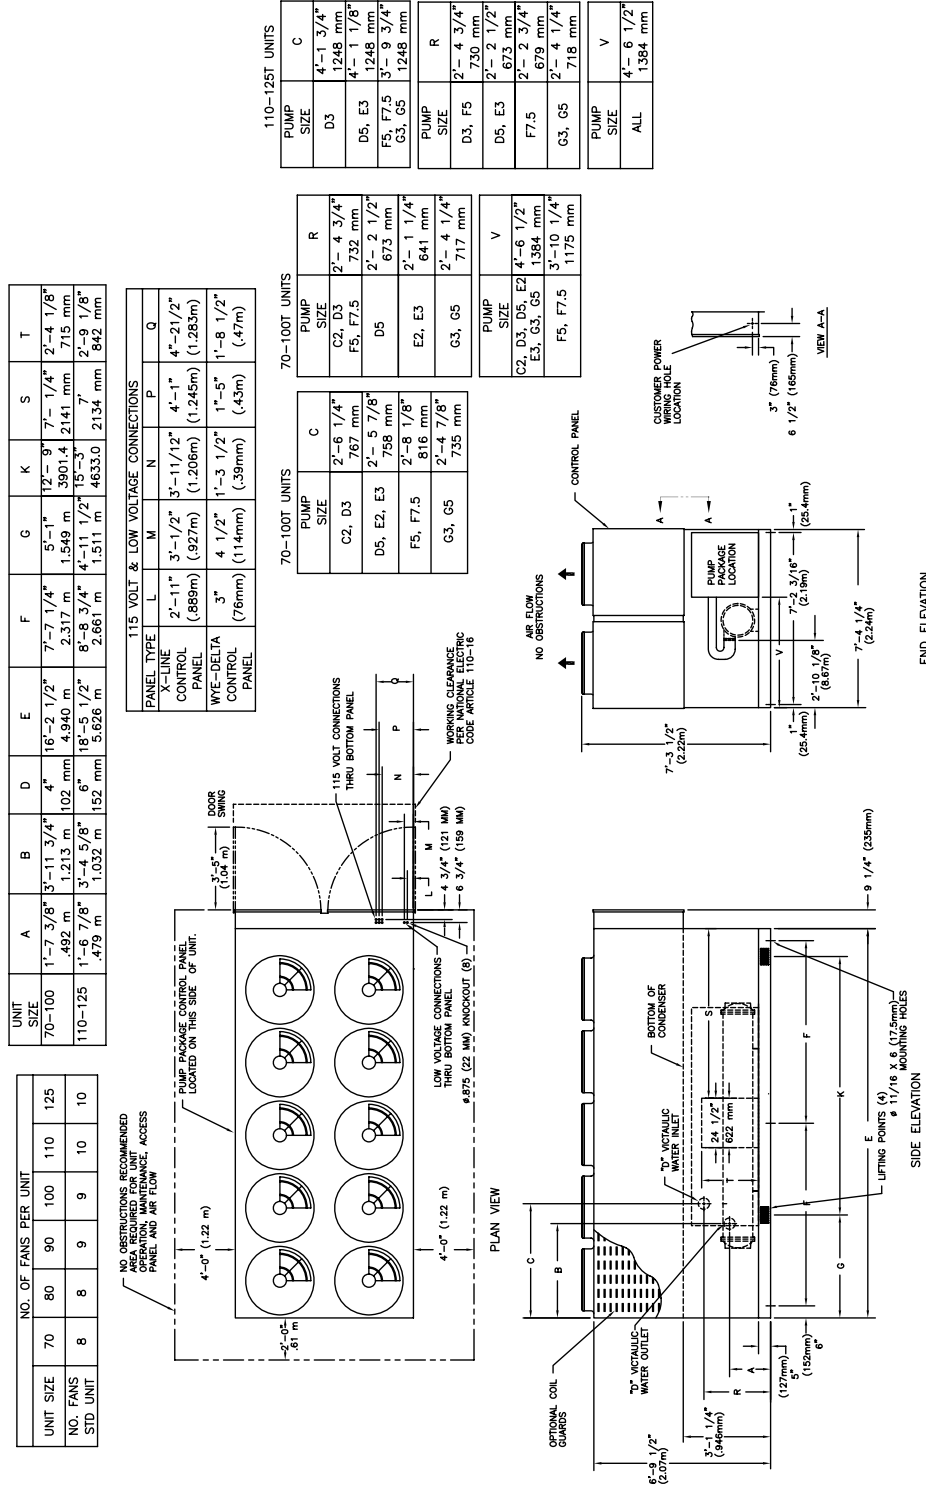 NO. OF FANS PER UNIT
UNIT SIZE 70 80 90 100 110 125
NO. FANS STD UNIT 8 8 9 9 10 10
UNIT SIZE A B D E F G K S T
70-100 1'-7 3/8" .492 m 3'-11 3/4" 1.213 m 4" 102 mm 16'-2 1/2" 4.940 m 7'-7 1/4" 2.317 m 5'-1" 1.549 m 12'- 9" 3901.4 7'- 1/4" 2141 mm 2'-4 1/8" 715 mm
110-125 1'-6 7/8" .479 m 3'-4 5/8" 1.032 m 6" 152 mm 18'-5 1/2" 5.626 m 8'-8 3/4" 2.661 m 4'-11 1/2" 1.511 m 15'-3" 4633.0 7' 2134 mm 2'-9 1/8" 842 mm
115 VOLT & LOW VOLTAGE CONNECTIONS
PANEL TYPE L M N P Q
X-LINE CONTROL PANEL 2'-11" (.889m) 3'-1/2" (.927m) 3'-11/12" (1.206m) 4'-1" (1.245m) 4"-21/2" (1.283m)
WYE-DELTA CONTROL PANEL 3" (76mm) 4 1/2" (114mm) 1'-3 1/2" (.39m) 1"-5" (.43m) 1'-8 1/2" (.47m)
70-100T UNITS
PUMP SIZE C
C2, D3 2'-6 1/4" 767 mm
D5, E2, E3 2'- 5 7/8" 758 mm
F5, F7.5 2'-8 1/8" 816 mm
G3, G5 2'-4 7/8" 735 mm
70-100T UNITS
PUMP SIZE R
C2, D3 F5, F7.5 2'- 4 3/4" 732 mm
D5 2'- 2 1/2" 673 mm
E2, E3 2'- 1 1/4" 641 mm
G3, G5 2'- 4 1/4" 717 mm
PUMP SIZE V
C2, D3, D5, E2 E3, G3, G5 4'-6 1/2" 1384 mm
F5, F7.5 3'-10 1/4" 1175 mm
110-125T UNITS
PUMP SIZE C
D3 4'-1 3/4" 1248 mm
D5, E3 4'- 1 1/8" 1248 mm
F5, F7.5 G3, G5 3'- 9 3/4" 1248 mm
PUMP SIZE R
D3, F5 2'- 4 3/4" 730 mm
D5, E3 2'- 2 1/2" 673 mm
F7.5 2'- 2 3/4" 679 mm
G3, G5 2'- 4 1/4" 718 mm
PUMP SIZE V
ALL 4'- 6 1/2" 1384 mm
NO OBSTRUCTIONS RECOMMENDED
AREA REQUIRED FOR UNIT
OPERATION, MAINTENANCE, ACCESS
PANEL AND AIR FLOW
PUMP PACKAGE CONTROL PANEL
LOCATED ON THIS SIDE OF UNIT.
4'-0" (1.22 m)
2'-0"
.61 m
4'-0" (1.22 m)
3'-5"
(1.04 m)
DOOR
SWING
115 VOLT CONNECTIONS
THRU BOTTOM PANEL
WORKING CLEARANCE
PER NATIONAL ELECTRIC
CODE ARTICLE 110-16
L
M
N
P
Q
4 3/4" (121 MM)
6 3/4" (159 MM)
LOW VOLTAGE CONNECTIONS
THRU BOTTOM PANEL
ø.875 (22 MM) KNOCKOUT (8)
PLAN VIEW
OPTIONAL COIL
GUARDS
"D" VICTAULIC
WATER OUTLET
"D" VICTAULIC
WATER INLET
BOTTOM OF
CONDENSER
C
B
S
T
24 1/2"
622 mm
6'-9 1/2"
(2.07m)
3'-1 1/4"
(.946mm)
R
A
(127mm)
5"
(152mm)
6"
G
F
F
K
E
9 1/4" (235mm)
LIFTING POINTS (4)
ø 11/16 X 6 (17.5mm)
MOUNTING HOLES
SIDE ELEVATION
AIR FLOW
NO OBSTRUCTIONS
CONTROL PANEL
A
A
PUMP
PACKAGE
LOCATION
7'-3 1/2"
(2.22m)
V
1"
(25.4mm)
2'-10 1/8"
(8.67m)
7'-2 3/16"
(2.19m)
7'-4 1/4"
(2.24m)
1"
(25.4mm)
END ELEVATION
CUSTOMER POWER
WIRING HOLE
LOCATION
3" (76mm)
6 1/2" (165mm)
VIEW A-A